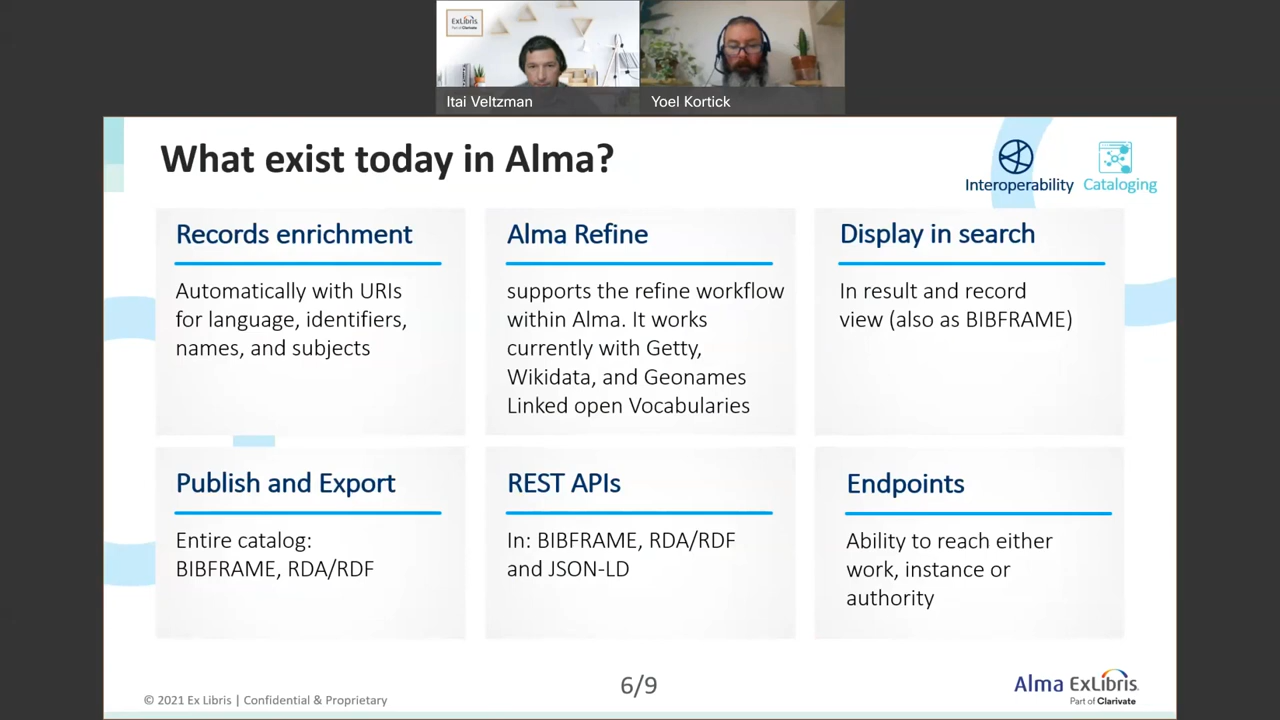 ExLibris
Part of Clarivate
Itai Veltzman
Yoel Kortick
What exist today in Alma?
Interoperability
Cataloging
Records enrichment
Automatically with URIs
for language, identifiers,
names, and subjects
Alma Refine
supports the refine workflow
within Alma. It works
currently with Getty,
Wikidata, and Geonames
Linked open Vocabularies
Display in search
In result and record
view (also as BIBFRAME)
Publish and Export
Entire catalog:
BIBFRAME, RDA/RDF
REST APIs
In: BIBFRAME, RDA/RDF
and JSON-LD
Endpoints
Ability to reach either
work, instance or
authority
© 2021 Ex Libris | Confidential & Proprietary
6/9
Alma ExLibris
Part of Clarivate